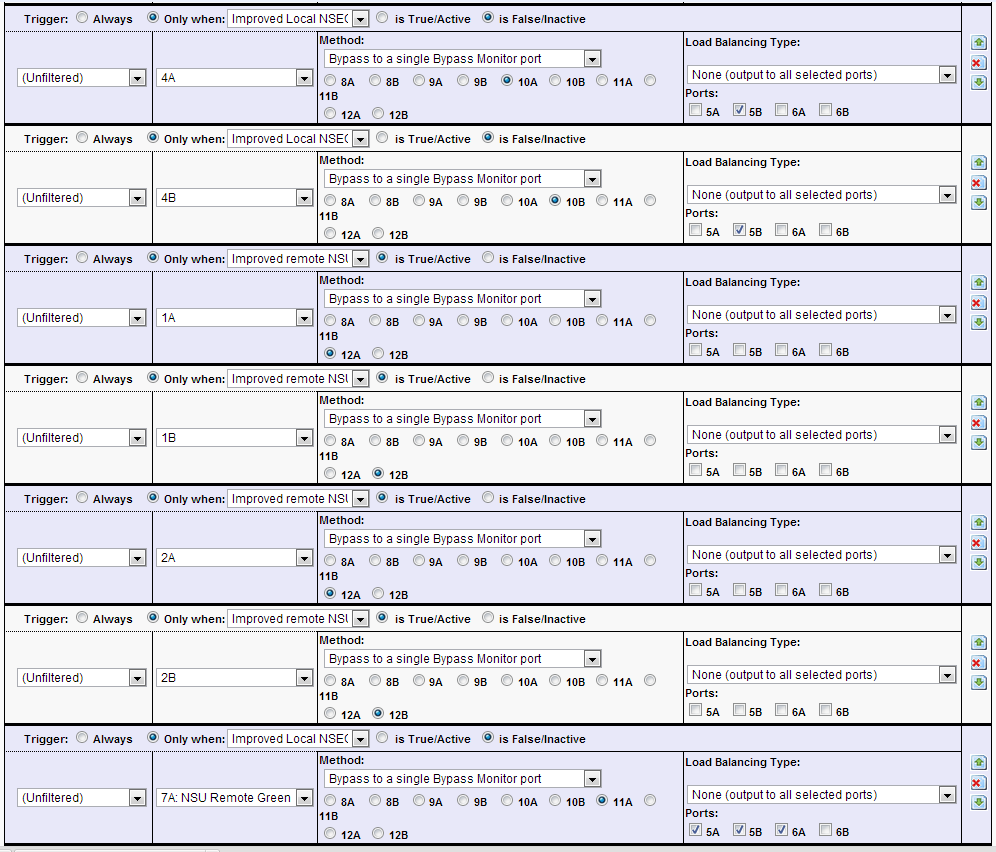 Trigger: Always Only when: Improved Local NSEC is True/Active is False/Inactive
(Unfiltered) 4A
Method:
Bypass to a single Bypass Monitor port
8A 8B 9A 9B 10A 10B 11A
11B
12A 12B
Load Balancing Type:
None (output to all selected ports)
Ports:
5A 5B 6A 6B
Trigger: Always Only when: Improved Local NSEC is True/Active is False/Inactive
(Unfiltered) 4B
Method:
Bypass to a single Bypass Monitor port
8A 8B 9A 9B 10A 10B 11A
11B
12A 12B
Load Balancing Type:
None (output to all selected ports)
Ports:
5A 5B 6A 6B
Trigger: Always Only when: Improved remote NSU is True/Active is False/Inactive
(Unfiltered) 1A
Method:
Bypass to a single Bypass Monitor port
8A 8B 9A 9B 10A 10B 11A
11B
12A 12B
Load Balancing Type:
None (output to all selected ports)
Ports:
5A 5B 6A 6B
Trigger: Always Only when: Improved remote NSU is True/Active is False/Inactive
(Unfiltered) 1B
Method:
Bypass to a single Bypass Monitor port
8A 8B 9A 9B 10A 10B 11A
11B
12A 12B
Load Balancing Type:
None (output to all selected ports)
Ports:
5A 5B 6A 6B
Trigger: Always Only when: Improved remote NSU is True/Active is False/Inactive
(Unfiltered) 2A
Method:
Bypass to a single Bypass Monitor port
8A 8B 9A 9B 10A 10B 11A
11B
12A 12B
Load Balancing Type:
None (output to all selected ports)
Ports:
5A 5B 6A 6B
Trigger: Always Only when: Improved remote NSU is True/Active is False/Inactive
(Unfiltered) 2B
Method:
Bypass to a single Bypass Monitor port
8A 8B 9A 9B 10A 10B 11A
11B
12A 12B
Load Balancing Type:
None (output to all selected ports)
Ports:
5A 5B 6A 6B
Trigger: Always Only when: Improved Local NSEC is True/Active is False/Inactive
(Unfiltered) 7A: NSU Remote Green
Method:
Bypass to a single Bypass Monitor port
8A 8B 9A 9B 10A 10B 11A
11B
12A 12B
Load Balancing Type:
None (output to all selected ports)
Ports:
5A 5B 6A 6B